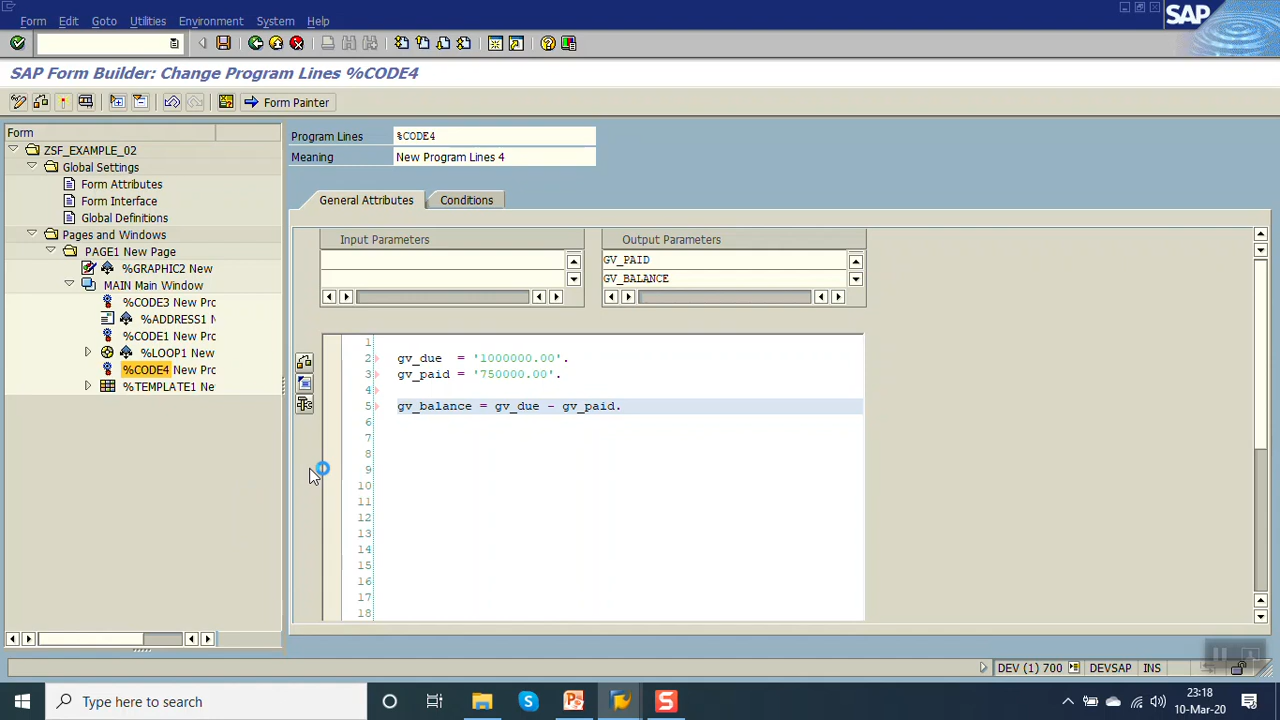 Form Edit Goto Utilities Environment System Help
SAP
SAP Form Builder: Change Program Lines %CODE4
Form Painter
Form
ZSF_EXAMPLE_02
Global Settings
Form Attributes
Form Interface
Global Definitions
Pages and Windows
PAGE1 New Page
%GRAPHIC2 New
MAIN Main Window
%CODE3 New Pro
%ADDRESS1 N
%CODE1 New Pro
%LOOP1 New
%CODE4 New Pro
%TEMPLATE1 Ne
Program Lines %CODE4
Meaning New Program Lines 4
General Attributes Conditions
Input Parameters Output Parameters
GV_PAID
GV_BALANCE
1
2 gv_due = '1000000.00'.
3 gv_paid = '750000.00'.
4
5 gv_balance = gv_due - gv_paid.
6
7
8
9
10
11
12
13
14
15
16
17
18
DEV (1) 700 DEVSAP INS
Type here to search
S
P
S
23:18
10-Mar-20